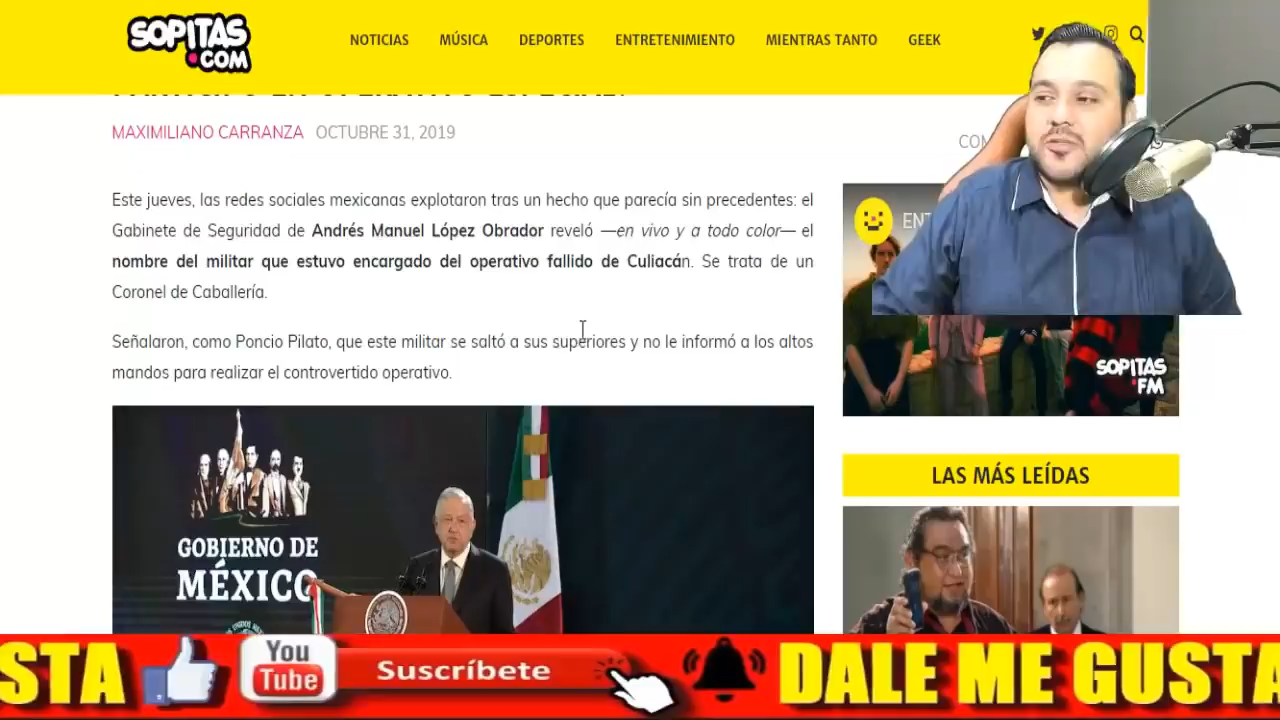 SOPITAS
.COM
NOTICIAS
MÚSICA
DEPORTES
ENTRETENIMIENTO
MIENTRAS TANTO
GEEK
MAXIMILIANO CARRANZA OCTUBRE 31, 2019
Este jueves, las redes sociales mexicanas explotaron tras un hecho que parecía sin precedentes: el
Gabinete de Seguridad de Andrés Manuel López Obrador reveló —en vivo y a todo color— el
nombre del militar que estuvo encargado del operativo fallido de Culiacán. Se trata de un
Coronel de Caballería.
Señalaron, como Poncio Pilato, que este militar se saltó a sus superiores y no le informó a los altos
mandos para realizar el controvertido operativo.
SOPITAS
.FM
LAS MÁS LEÍDAS
GOBIERNO DE
MÉXICO
STA
You
Tube
Suscríbete
DALE ME GUSTA